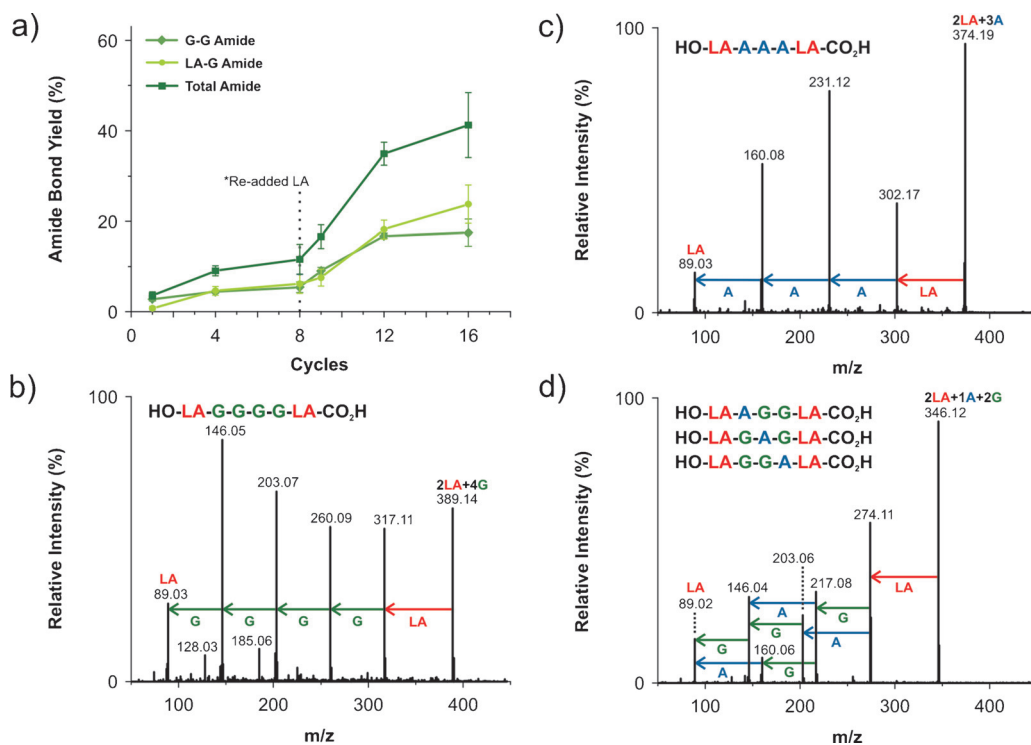 a)
60
40
20
0
Amide Bond Yield (%)
G-G Amide
LA-G Amide
Total Amide
*Re-added LA
0 4 8 12 16
Cycles
b)
100
0
Relative Intensity (%)
HO-LA-G-G-G-G-LA-CO2H
146.05
203.07
2LA+4G
389.14
260.09
317.11
LA
89.03
G G G G LA
128.03
185.06
100 200 300 400
m/z
c)
100
0
Relative Intensity (%)
HO-LA-A-A-A-LA-CO2H
2LA+3A
374.19
231.12
160.08
302.17
LA
89.03
A A A LA
100 200 300 400
m/z
d)
100
0
Relative Intensity (%)
HO-LA-A-G-G-LA-CO2H
HO-LA-G-A-G-LA-CO2H
HO-LA-G-G-A-LA-CO2H
2LA+1A+2G
346.12
274.11
203.06
146.04 217.08
LA
89.02
A G LA
G A
G 160.06
A G
100 200 300 400
m/z